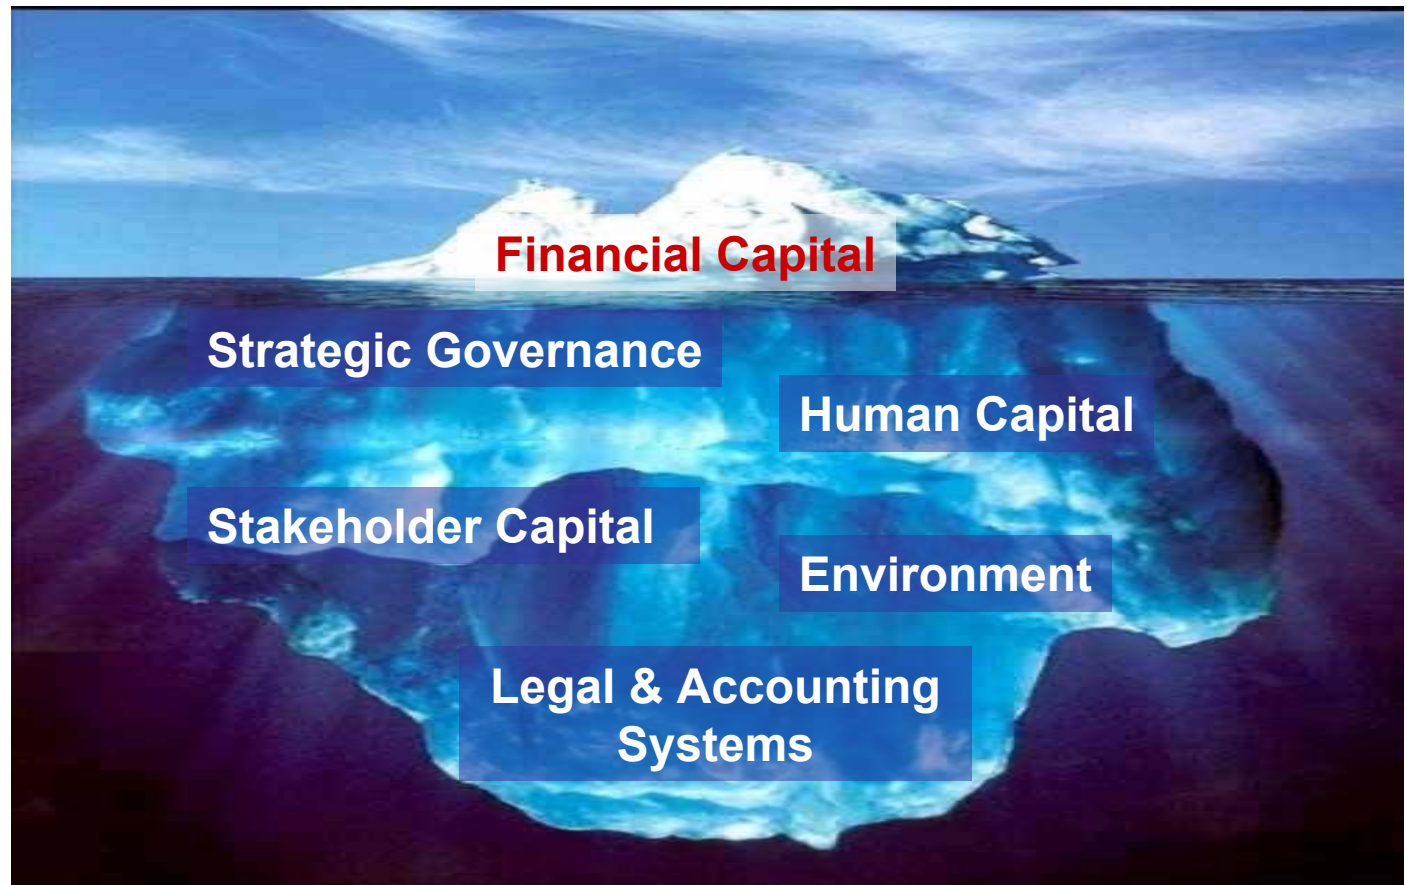 Financial Capital
Strategic Governance
Human Capital
Stakeholder Capital
Environment
Legal & Accounting
Systems